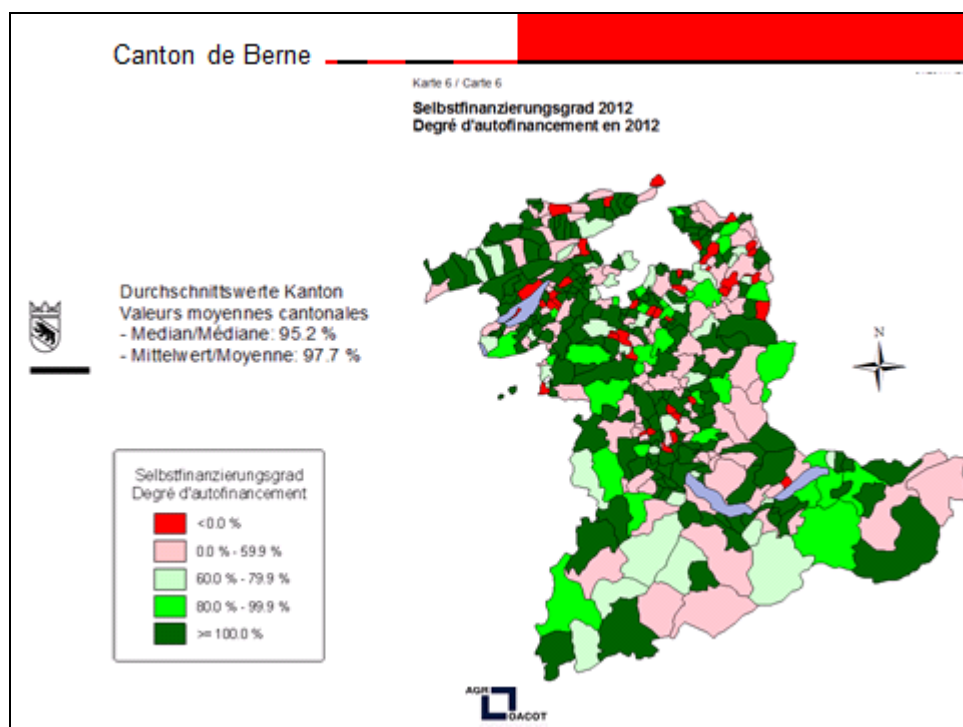 Canton de Berne
Karte 6 / Carte 6
Selbstfinanzierungsgrad 2012
Degré d'autofinancement en 2012
Durchschnittswerte Kanton
Valeurs moyennes cantonales
- Median/Médiane: 95.2 %
- Mittelwert/Moyenne: 97.7 %
N
Selbstfinanzierungsgrad
Degré d'autofinancement
<0.0 %
0.0 % - 59.9 %
60.0 % - 79.9 %
80.0 % - 99.9 %
>= 100.0 %
AGR
OACOT